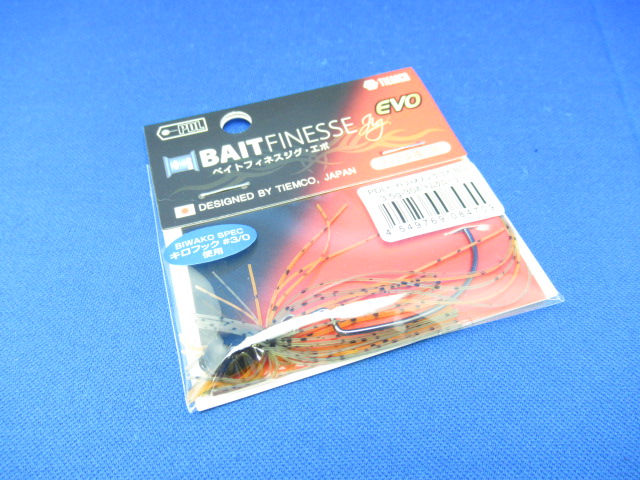 PDL
TIEMCO
BAITFINESSE Jig EVO
ベイトフィネスジグ・エボ
DESIGNED BY TIEMCO, JAPAN
BIWAKO SPEC
キロフック #3/0
使用